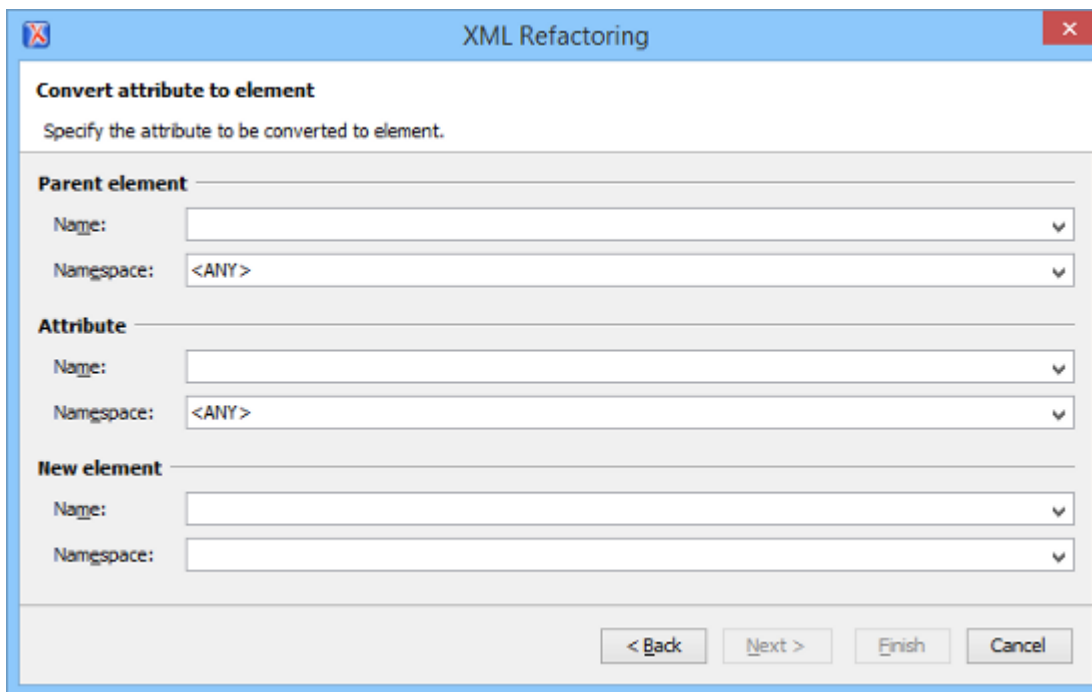 XML Refactoring
Convert attribute to element
Specify the attribute to be converted to element.
Parent element
Name:
Namespace: <ANY>
Attribute
Name:
Namespace: <ANY>
New element
Name:
Namespace:
< Back Next > Finish Cancel